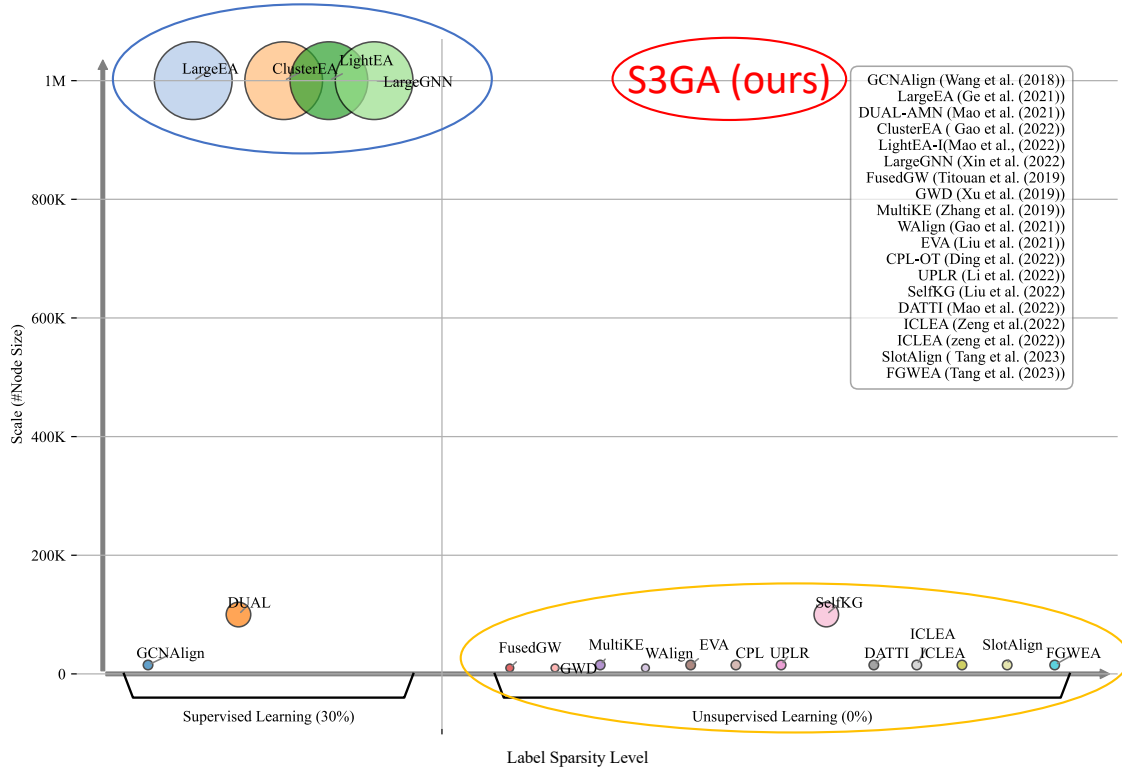 LargeEA
ClusterEA
LightEA
LargeGNN
S3GA (ours)
GCNAlign (Wang et al. (2018))
LargeEA (Ge et al. (2021))
DUAL-AMN (Mao et al. (2021))
ClusterEA ( Gao et al. (2022))
LightEA-I(Mao et al., (2022))
LargeGNN (Xin et al. (2022
FusedGW (Titouan et al. (2019
GWD (Xu et al. (2019))
MultiKE (Zhang et al. (2019))
WAlign (Gao et al. (2021))
EVA (Liu et al. (2021))
CPL-OT (Ding et al. (2022))
UPLR (Li et al. (2022))
SelfKG (Liu et al. (2022
DATTI (Mao et al. (2022))
ICLEA (Zeng et al.(2022
ICLEA (zeng et al. (2022))
SlotAlign ( Tang et al. (2023
FGWEA (Tang et al. (2023))
1M
800K
600K
400K
200K
0
Scale (#Node Size)
DUAL
GCNAlign
SelfKG
FusedGW
GWD
MultiKE
WAlign
EVA
CPL
UPLR
DATTI
ICLEA
ICLEA
SlotAlign
FGWEA
Supervised Learning (30%)
Unsupervised Learning (0%)
Label Sparsity Level